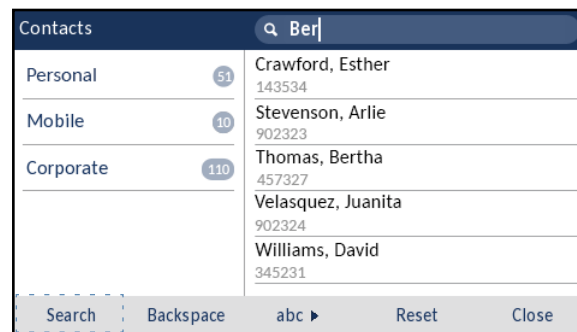 Contacts
Ber
Personal 51
Mobile 10
Corporate 110
Crawford, Esther
143534
Stevenson, Arlie
902323
Thomas, Bertha
457327
Velasquez, Juanita
902324
Williams, David
345231
Search Backspace abc Reset Close